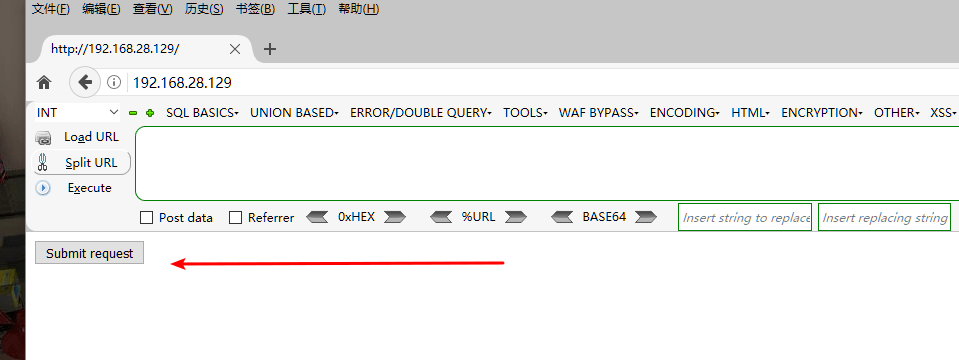 文件(F) 编辑(E) 查看(V) 历史(S) 书签(B) 工具(T) 帮助(H)
http://192.168.28.129/
192.168.28.129
INT SQL BASICS UNION BASED ERROR/DOUBLE QUERY TOOLS WAF BYPASS ENCODING HTML ENCRYPTION OTHER XSS
Load URL
Split URL
Execute
Post data Referrer 0xHEX %URL BASE64 Insert string to replace Insert replacing string
Submit request